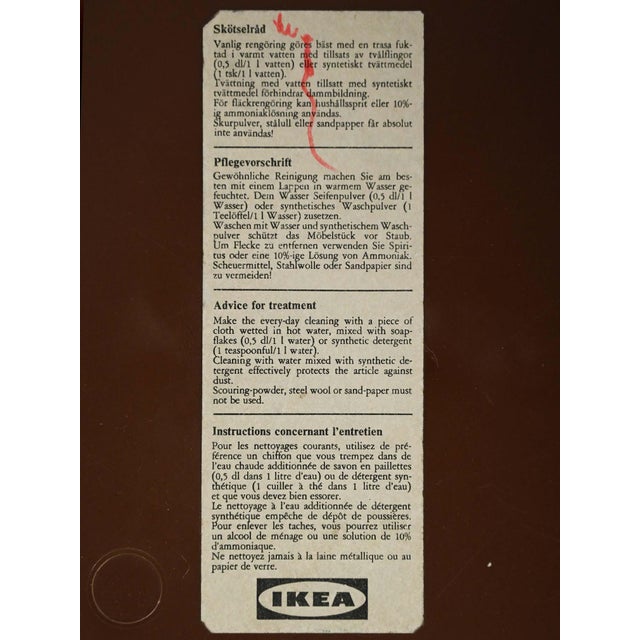 Skötselråd
Vanlig rengöring göres bäst med en trasa fuk-
tad i varmt vatten med tillsats av tvålflingor
(0,5 dl/1 l vatten) eller syntetiskt tvättmedel
(1 tsk/1 l vatten).
Tvättning med vatten tillsatt med syntetiskt
tvättmedel förhindrar dammbildning.
För fläckrengöring kan hushållssprit eller 10%-
ig ammoniaklösning användas.
Skurpulver, stålull eller sandpapper får absolut
inte användas!
Pflegevorschrift
Gewöhnliche Reinigung machen Sie am bes-
ten mit einem Lappen in warmem Wasser ge-
feuchtet. Dem Wasser Seifenpulver (0,5 dl/1 l
Wasser) oder synthetisches Waschpulver (1
Teelöffel/1 l Wasser) zusetzen.
Waschen mit Wasser und synthetischem Wasch-
pulver schützt das Möbelstück vor Staub.
Um Flecke zu entfernen verwenden Sie Spiri-
tus oder eine 10%-ige Lösung von Ammoniak.
Scheuermittel, Stahlwolle oder Sandpapier sind
zu vermeiden!
Advice for treatment
Make the every-day cleaning with a piece of
cloth wetted in hot water, mixed with soap-
flakes (0,5 dl/1 l water) or synthetic detergent
(1 teaspoonful/1 l water).
Cleaning with water mixed with synthetic de-
tergent effectively protects the article against
dust.
Scouring-powder, steel wool or sand-paper must
not be used.
Instructions concernant l'entretien
Pour les nettoyages courants, utilisez de pré-
férence un chiffon que vous trempez dans de
l'eau chaude additionnée de savon en paillettes
(0,5 dl dans 1 litre d'eau) ou de détergent syn-
thétique (1 cuiller à thé dans 1 litre d'eau)
et que vous devez bien essorer.
Le nettoyage à l'eau additionnée de détergent
synthétique empêche de dépôt de poussières.
Pour enlever les taches, vous pourrez utiliser
un alcool de ménage ou une solution de 10%
d'ammoniaque.
Ne nettoyez jamais à la laine métallique ou au
papier de verre.
IKEA